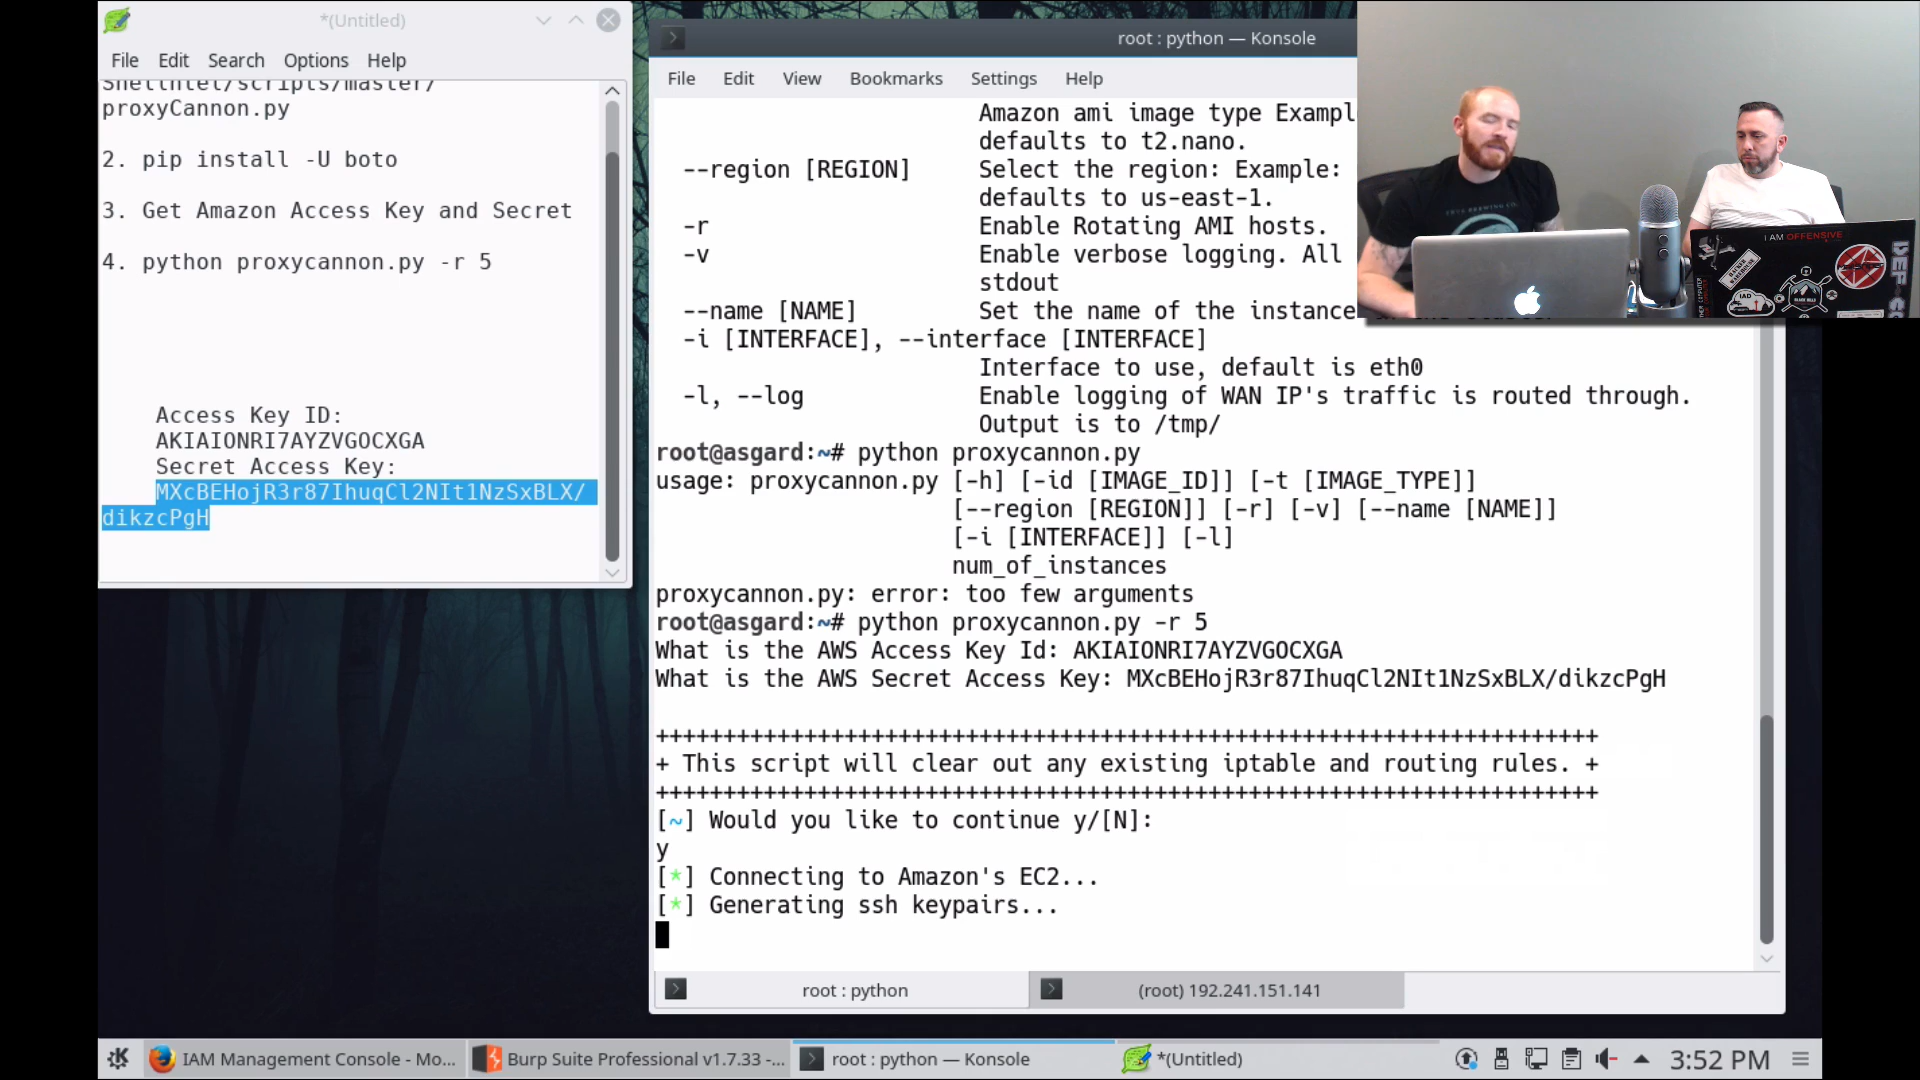 *(Untitled)
File Edit Search Options Help
ShellIntel/scripts/master/
proxyCannon.py
2. pip install -U boto
3. Get Amazon Access Key and Secret
4. python proxycannon.py -r 5
Access Key ID:
AKIAIONRI7AYZVGOCXGA
Secret Access Key:
MXcBEHojR3r87IhuqCl2NIt1NzSxBLX/
dikzcPgH
root : python — Konsole
File Edit View Bookmarks Settings Help
Amazon ami image type Exampl
defaults to t2.nano.
--region [REGION] Select the region: Example:
defaults to us-east-1.
-r Enable Rotating AMI hosts.
-v Enable verbose logging. All
stdout
--name [NAME] Set the name of the instance
-i [INTERFACE], --interface [INTERFACE]
Interface to use, default is eth0
-l, --log Enable logging of WAN IP's traffic is routed through.
Output is to /tmp/
root@asgard:~# python proxycannon.py
usage: proxycannon.py [-h] [-id [IMAGE_ID]] [-t [IMAGE_TYPE]]
[--region [REGION]] [-r] [-v] [--name [NAME]]
[-i [INTERFACE]] [-l]
num_of_instances
proxycannon.py: error: too few arguments
root@asgard:~# python proxycannon.py -r 5
What is the AWS Access Key Id: AKIAIONRI7AYZVGOCXGA
What is the AWS Secret Access Key: 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
++++++++++++++++++++++++++++++++++++++++++++++++++++++++++++++++++++++
+ This script will clear out any existing iptable and routing rules. +
++++++++++++++++++++++++++++++++++++++++++++++++++++++++++++++++++++++
[~] Would you like to continue y/[N]:
y
[*] Connecting to Amazon's EC2...
[*] Generating ssh keypairs...
root : python
(root) 192.241.151.141
I AM OFFENSIVE
DEF CO
IAD
IAM Management Console - Mo...
Burp Suite Professional v1.7.33 -...
root : python — Konsole
*(Untitled)
3:52 PM